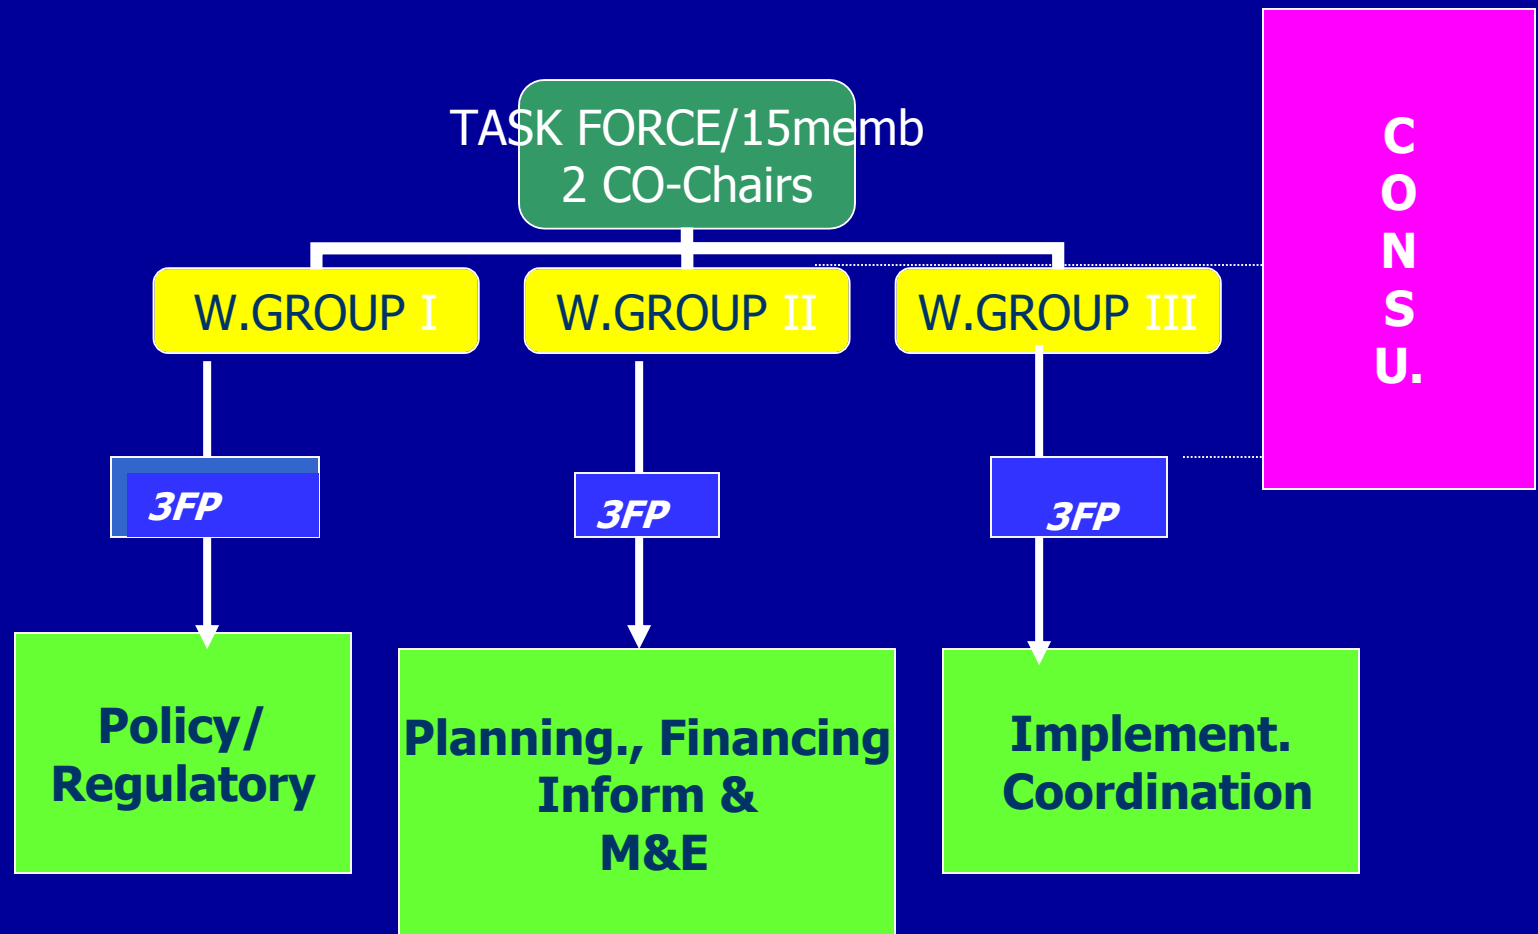 TASK FORCE/15memb
2 CO-Chairs
C
O
N
S
U.
W.GROUP I
W.GROUP II
W.GROUP III
3FP
3FP
3FP
Policy/
Regulatory
Planning., Financing
Inform &
M&E
Implement.
Coordination